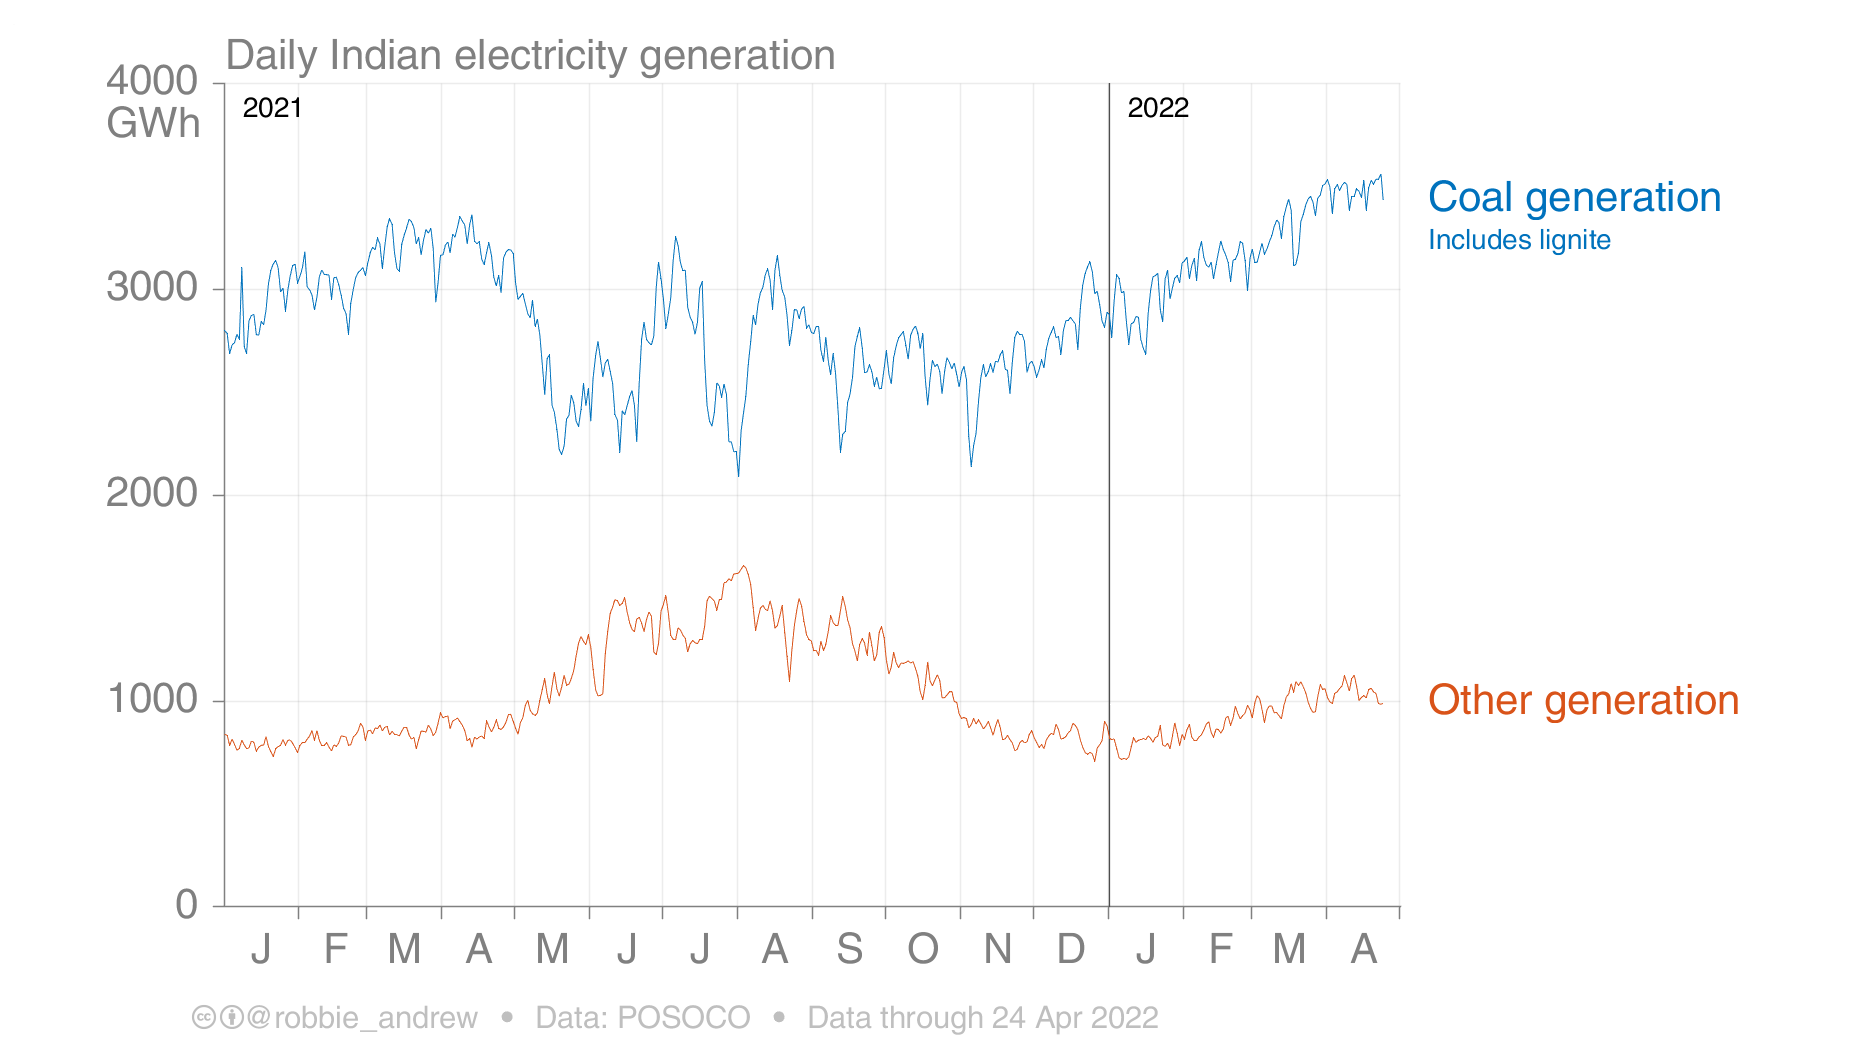 Daily Indian electricity generation
4000
GWh
2021
2022
Coal generation
Includes lignite
3000
2000
1000
Other generation
0
J F M A M J J A S O N D J F M A
cc @robbie_andrew • Data: POSOCO • Data through 24 Apr 2022